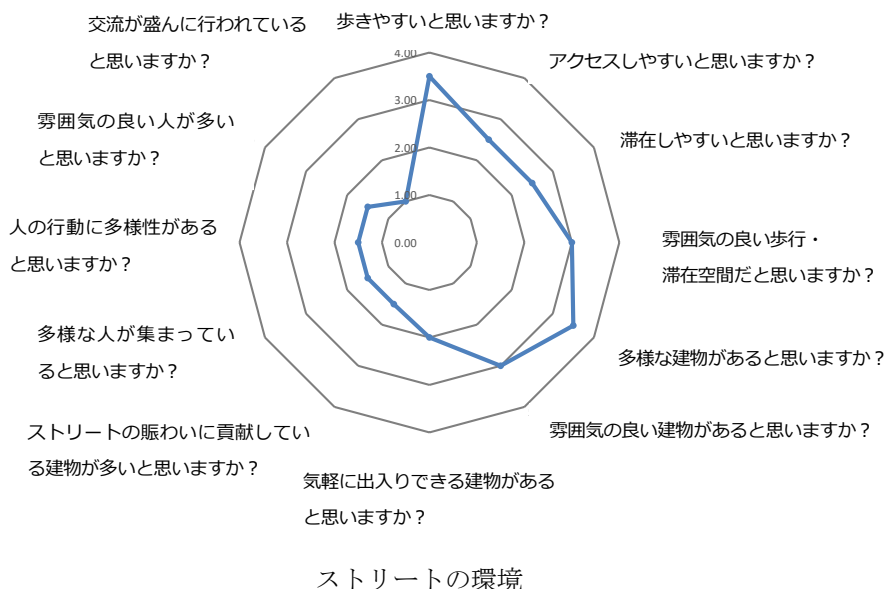 歩きやすいと思いますか？
アクセスしやすいと思いますか？
滞在しやすいと思いますか？
雰囲気の良い歩行・
滞在空間だと思いますか？
多様な建物があると思いますか？
雰囲気の良い建物があると思いますか？
気軽に出入りできる建物がある
と思いますか？
ストリートの賑わいに貢献してい
る建物が多いと思いますか？
多様な人が集まってい
ると思いますか？
人の行動に多様性がある
と思いますか？
雰囲気の良い人が多い
と思いますか？
交流が盛んに行われている
と思いますか？
4.00
3.00
2.00
1.00
0.00
ストリートの環境